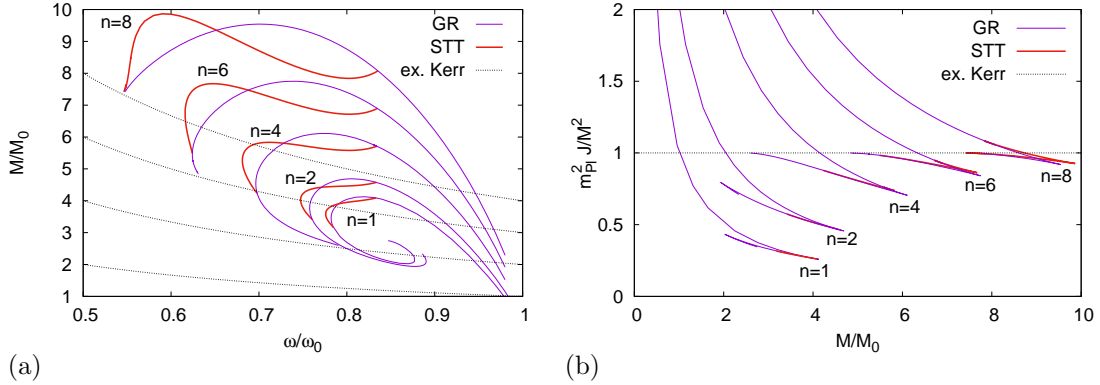 10
9
8
7
6
5
4
3
2
1
M/M₀
0.5
0.6
0.7
0.8
0.9
1
ω/ω₀
n=8
n=6
n=4
n=2
n=1
GR
STT
ex. Kerr
(a)
2
1.5
1
0.5
0
m²_Pl J/M²
0
2
4
6
8
10
M/M₀
GR
STT
ex. Kerr
n=8
n=6
n=4
n=2
n=1
(b)